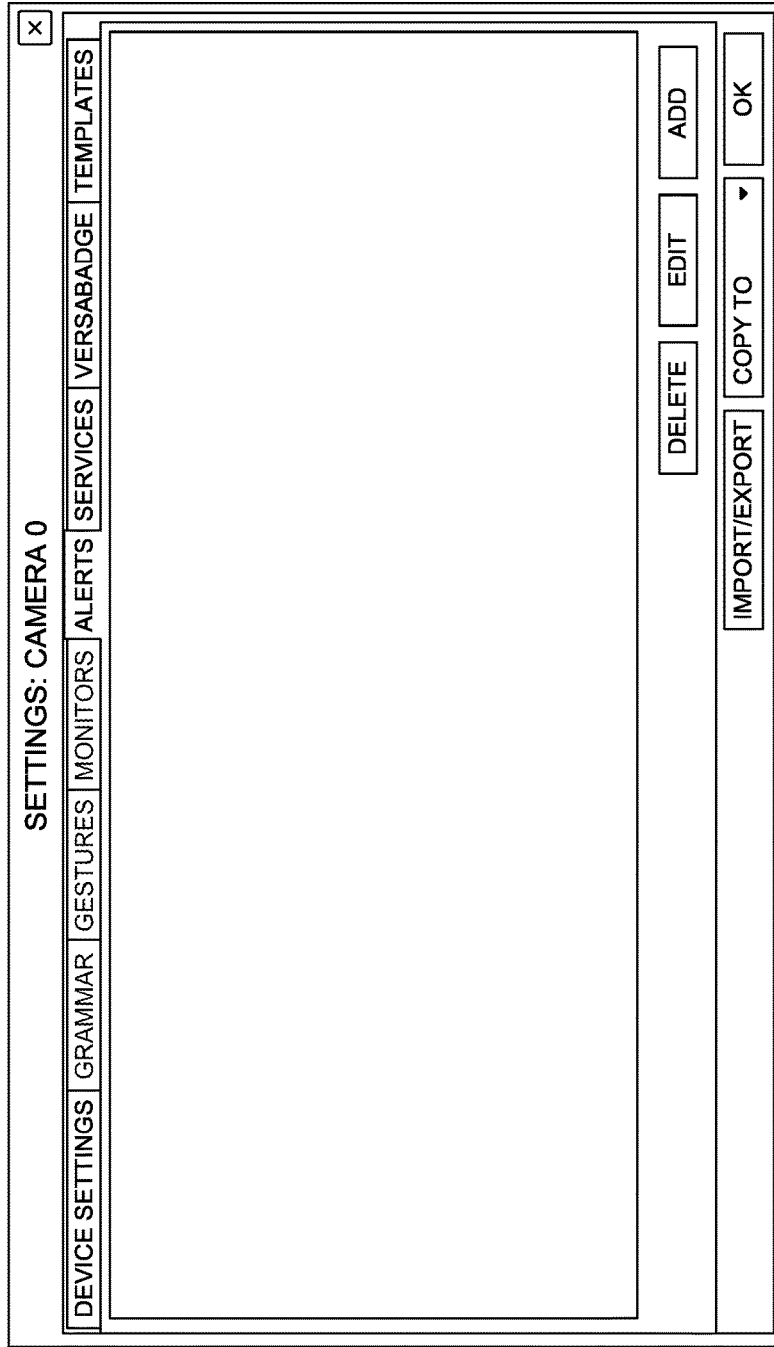 SETTINGS: CAMERA 0 ×
DEVICE SETTINGS GRAMMAR GESTURES MONITORS ALERTS SERVICES VERSABADGE TEMPLATES
DELETE EDIT ADD
IMPORT/EXPORT COPY TO OK